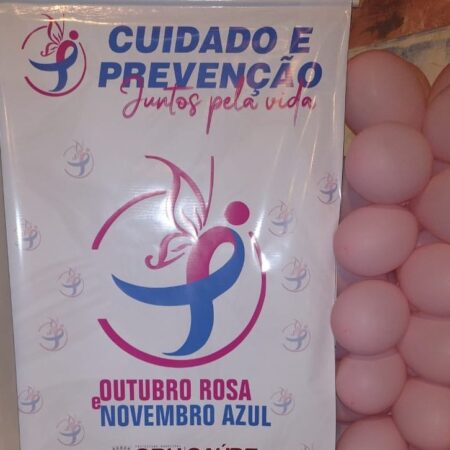 CUIDADO E
PREVENÇÃO
Juntos pela vida
OUTUBRO ROSA
e NOVEMBRO AZUL